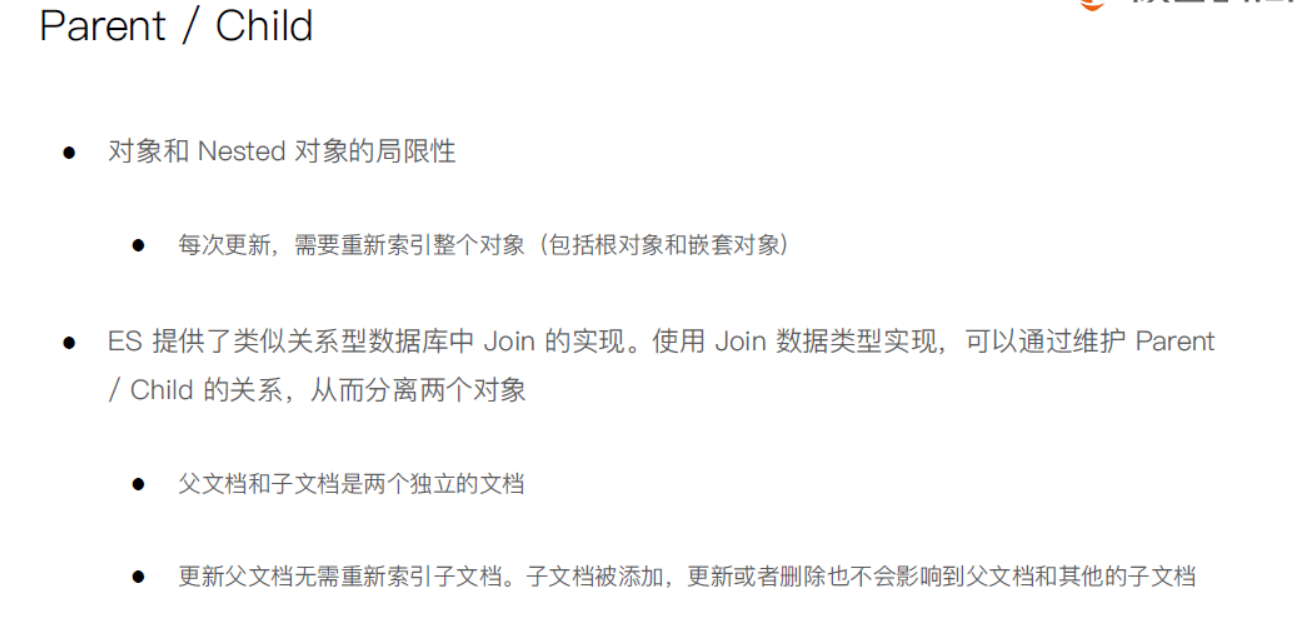 Parent / Child
● 对象和 Nested 对象的局限性
● 每次更新，需要重新索引整个对象（包括根对象和嵌套对象）
● ES 提供了类似关系型数据库中 Join 的实现。使用 Join 数据类型实现，可以通过维护 Parent
/ Child 的关系，从而分离两个对象
● 父文档和子文档是两个独立的文档
● 更新父文档无需重新索引子文档。子文档被添加，更新或者删除也不会影响到父文档和其他的子文档